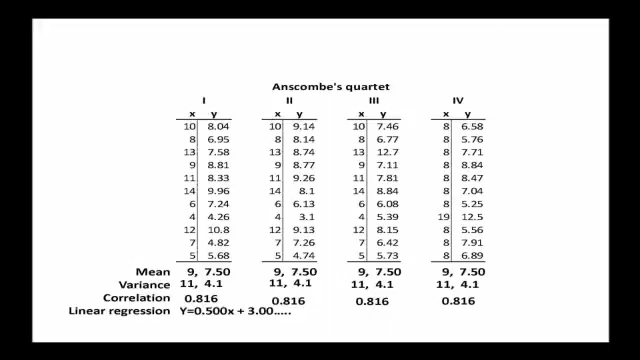 Anscombe's quartet
I II III IV
x y x y x y x y
10 8.04 10 9.14 10 7.46 8 6.58
8 6.95 8 8.14 8 6.77 8 5.76
13 7.58 13 8.74 13 12.7 8 7.71
9 8.81 9 8.77 9 7.11 8 8.84
11 8.33 11 9.26 11 7.81 8 8.47
14 9.96 14 8.1 14 8.84 8 7.04
6 7.24 6 6.13 6 6.08 8 5.25
4 4.26 4 3.1 4 5.39 19 12.5
12 10.8 12 9.13 12 8.15 8 5.56
7 4.82 7 7.26 7 6.42 8 7.91
5 5.68 5 4.74 5 5.73 8 6.89
Mean 9, 7.50 9, 7.50 9, 7.50 9, 7.50
Variance 11, 4.1 11, 4.1 11, 4.1 11, 4.1
Correlation 0.816 0.816 0.816 0.816
Linear regression Y=0.500x + 3.00.....